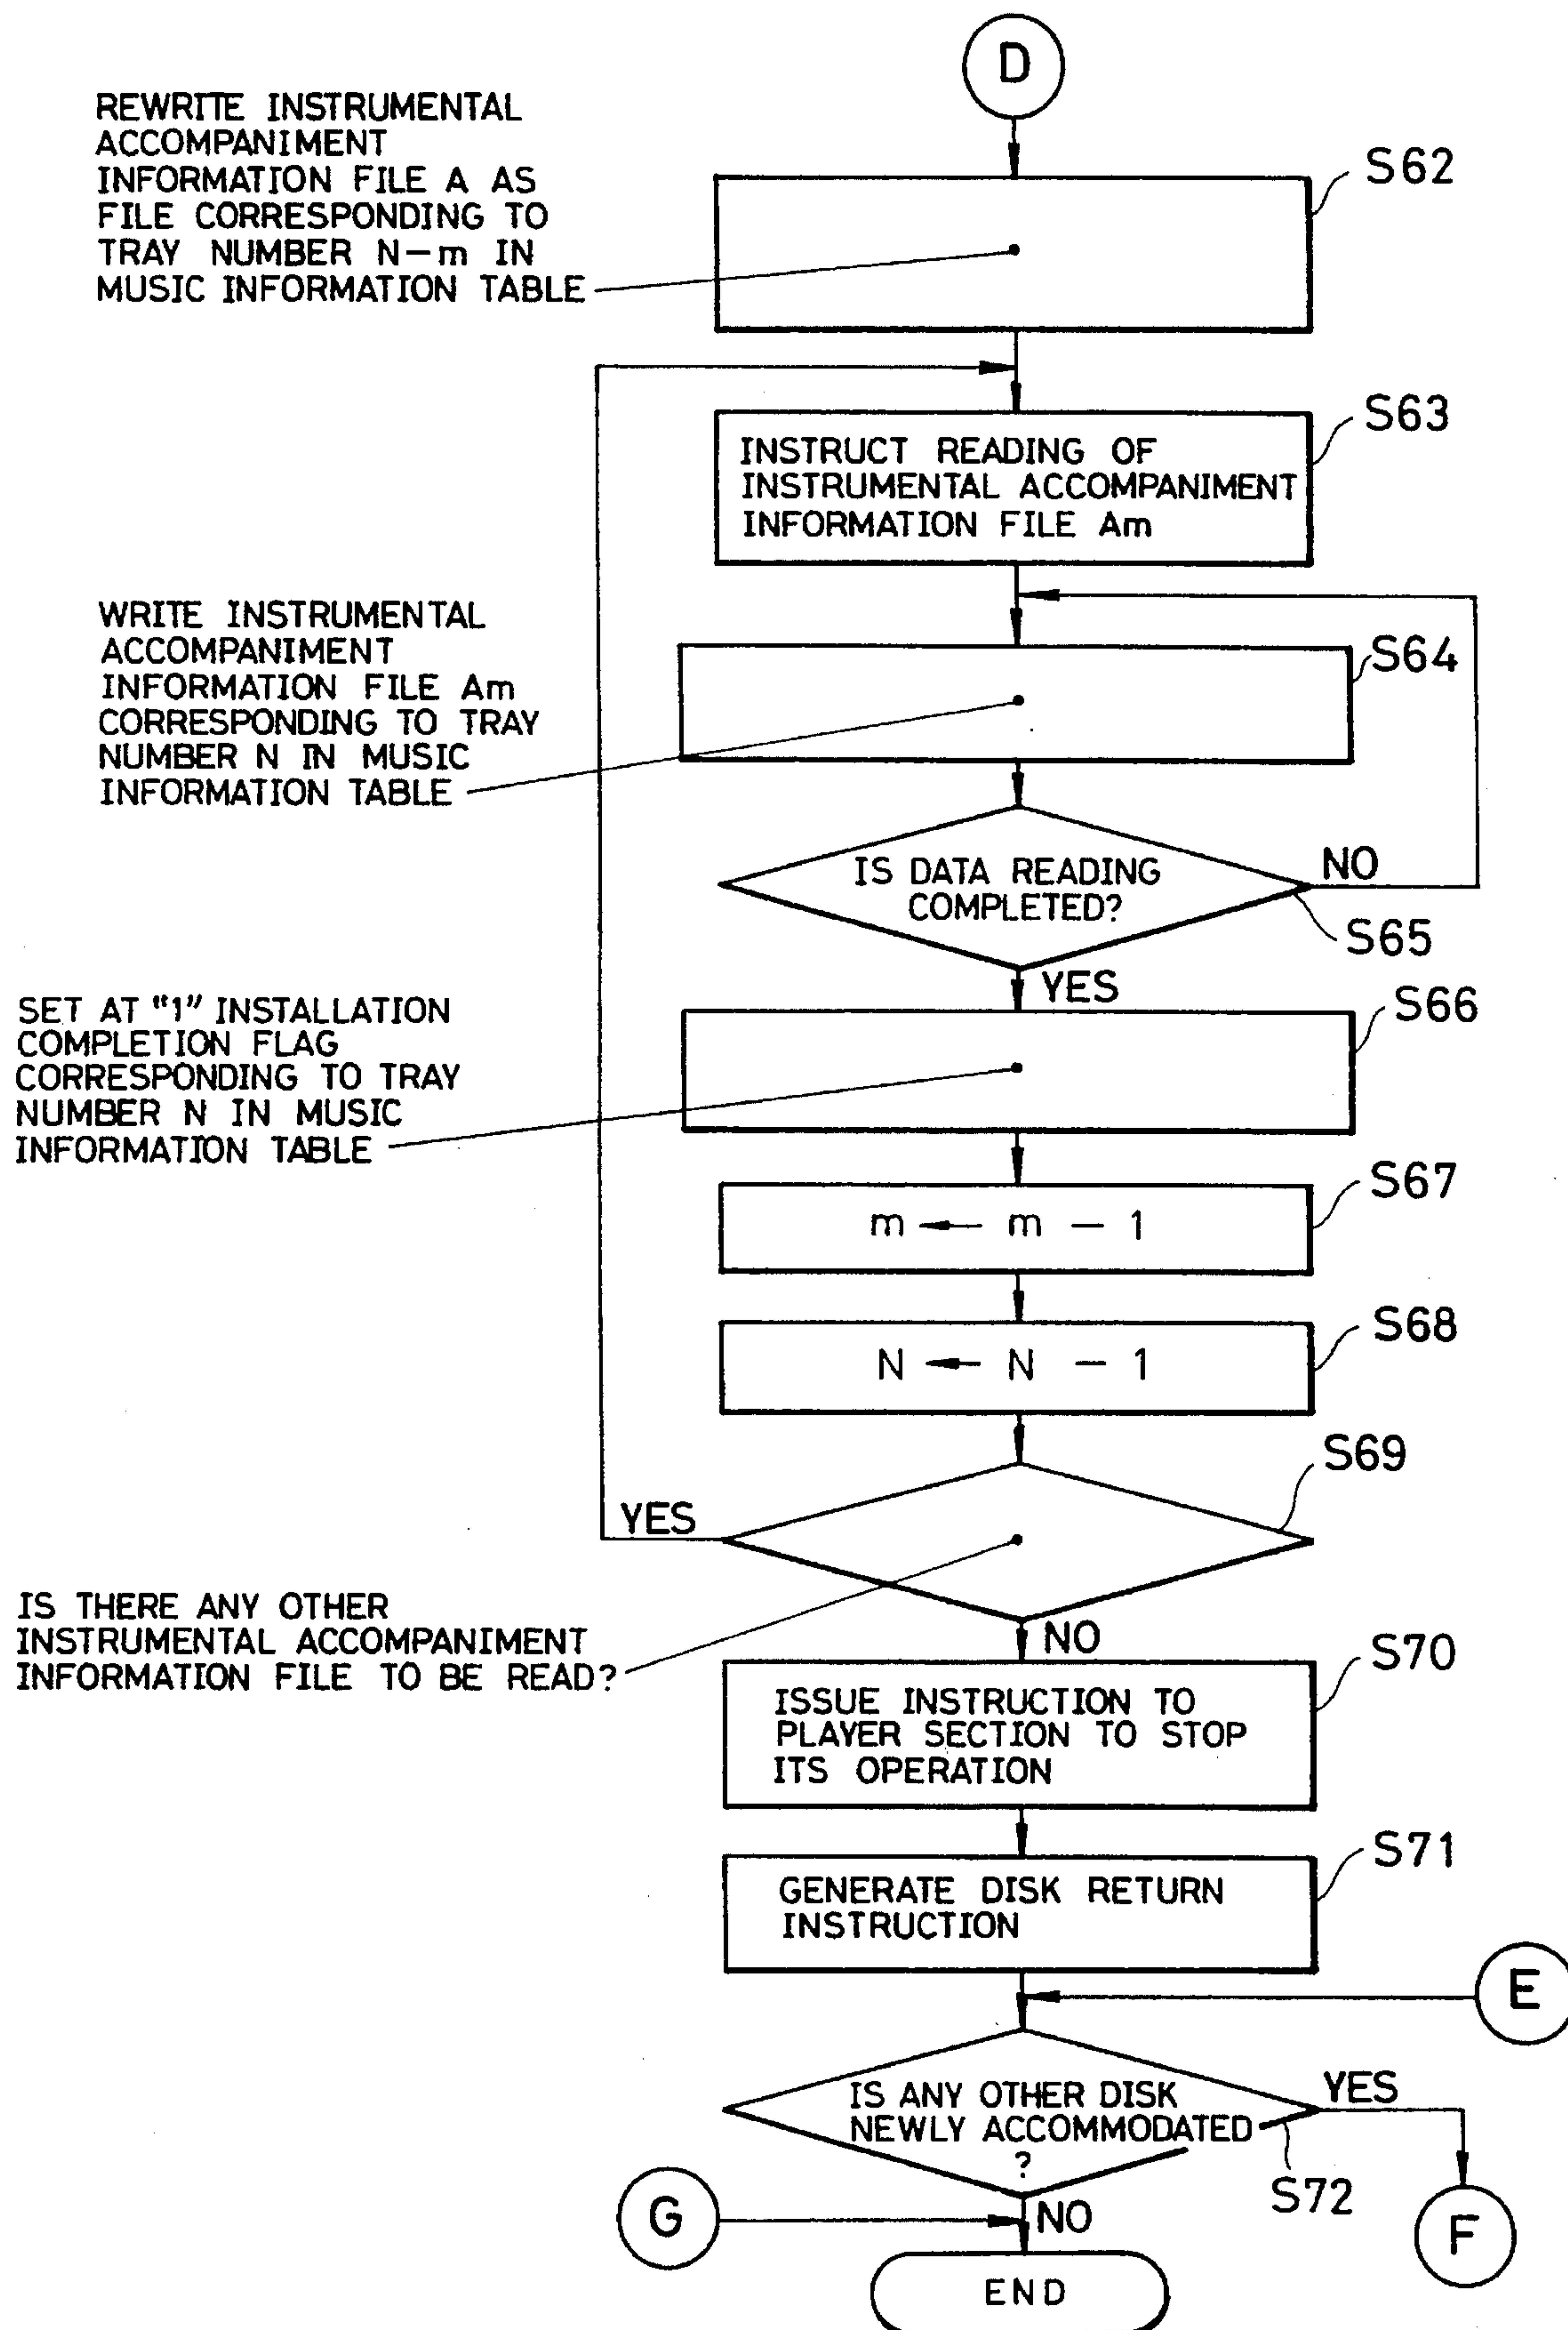 D
REWRITE INSTRUMENTAL
ACCOMPANIMENT
INFORMATION FILE A AS
FILE CORRESPONDING TO
TRAY NUMBER N-m IN
MUSIC INFORMATION TABLE
S62
S63
INSTRUCT READING OF
INSTRUMENTAL ACCOMPANIMENT
INFORMATION FILE Am
WRITE INSTRUMENTAL
ACCOMPANIMENT
INFORMATION FILE Am
CORRESPONDING TO TRAY
NUMBER N IN MUSIC
INFORMATION TABLE
S64
IS DATA READING
COMPLETED?
NO
S65
YES
SET AT "1" INSTALLATION
COMPLETION FLAG
CORRESPONDING TO TRAY
NUMBER N IN MUSIC
INFORMATION TABLE
S66
S67
m ← m - 1
S68
N ← N - 1
S69
YES
IS THERE ANY OTHER
INSTRUMENTAL ACCOMPANIMENT
INFORMATION FILE TO BE READ?
NO
S70
ISSUE INSTRUCTION TO
PLAYER SECTION TO STOP
ITS OPERATION
S71
GENERATE DISK RETURN
INSTRUCTION
E
IS ANY OTHER DISK
NEWLY ACCOMMODATED
?
YES
S72
G
NO
F
END